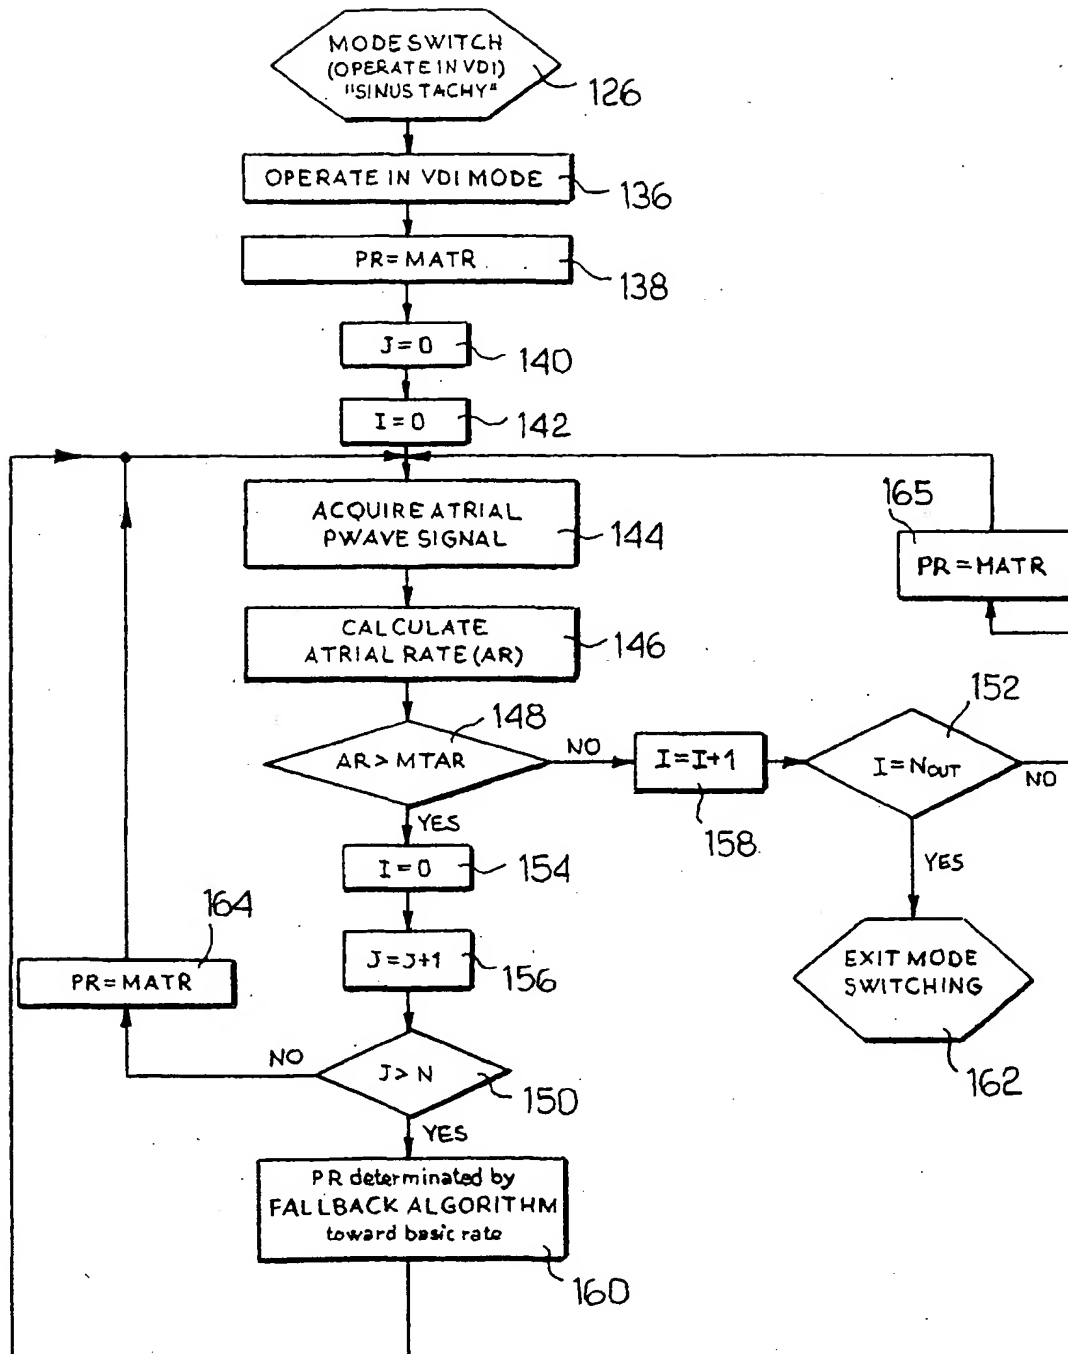 MODE SWITCH
(OPERATE IN VDI)
"SINUS TACHY"
126
OPERATE IN VDI MODE
136
PR=MATR
138
J=0
140
I=0
142
ACQUIRE ATRIAL
PWAVE SIGNAL
144
165
PR=MATR
CALCULATE
ATRIAL RATE (AR)
146
AR>MTAR
148
NO
I=I+1
158
I=NOUT
152
NO
YES
YES
I=0
154
EXIT MODE
SWITCHING
162
J=J+1
156
164
PR=MATR
NO
J>N
150
YES
PR determinated by
FALLBACK ALGORITHM
toward basic rate
160